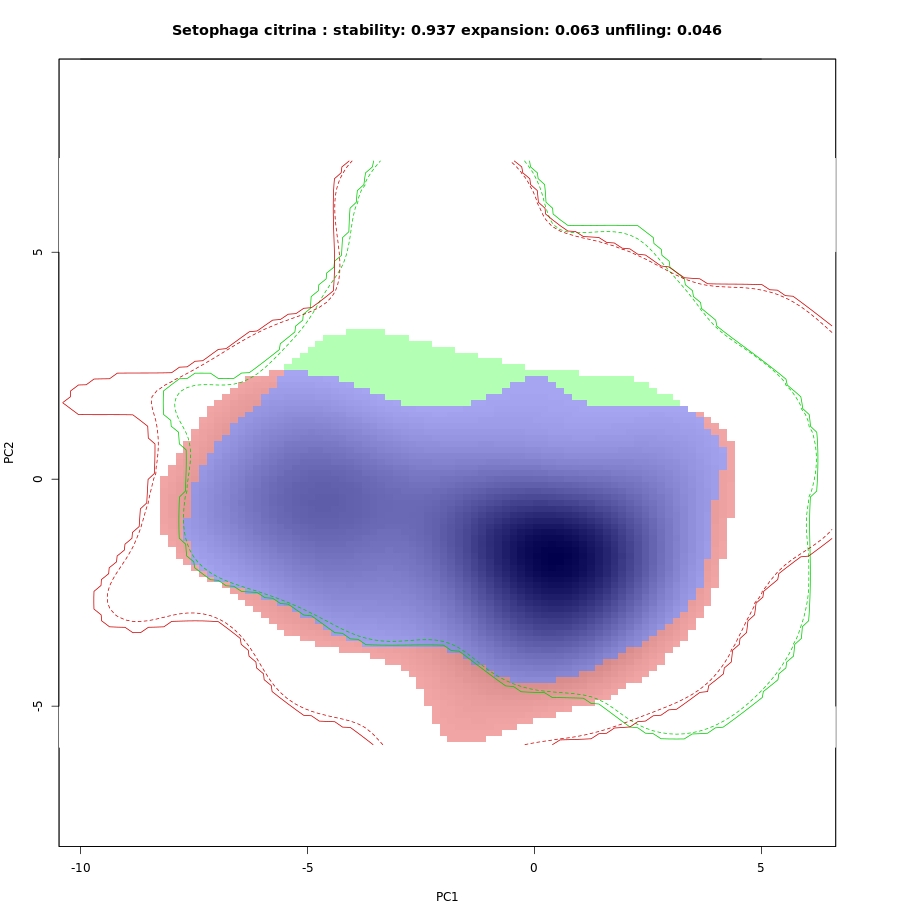 Setophaga citrina : stability: 0.937 expansion: 0.063 unfiling: 0.046
5
0
-5
PC2
-10 -5 0 5
PC1